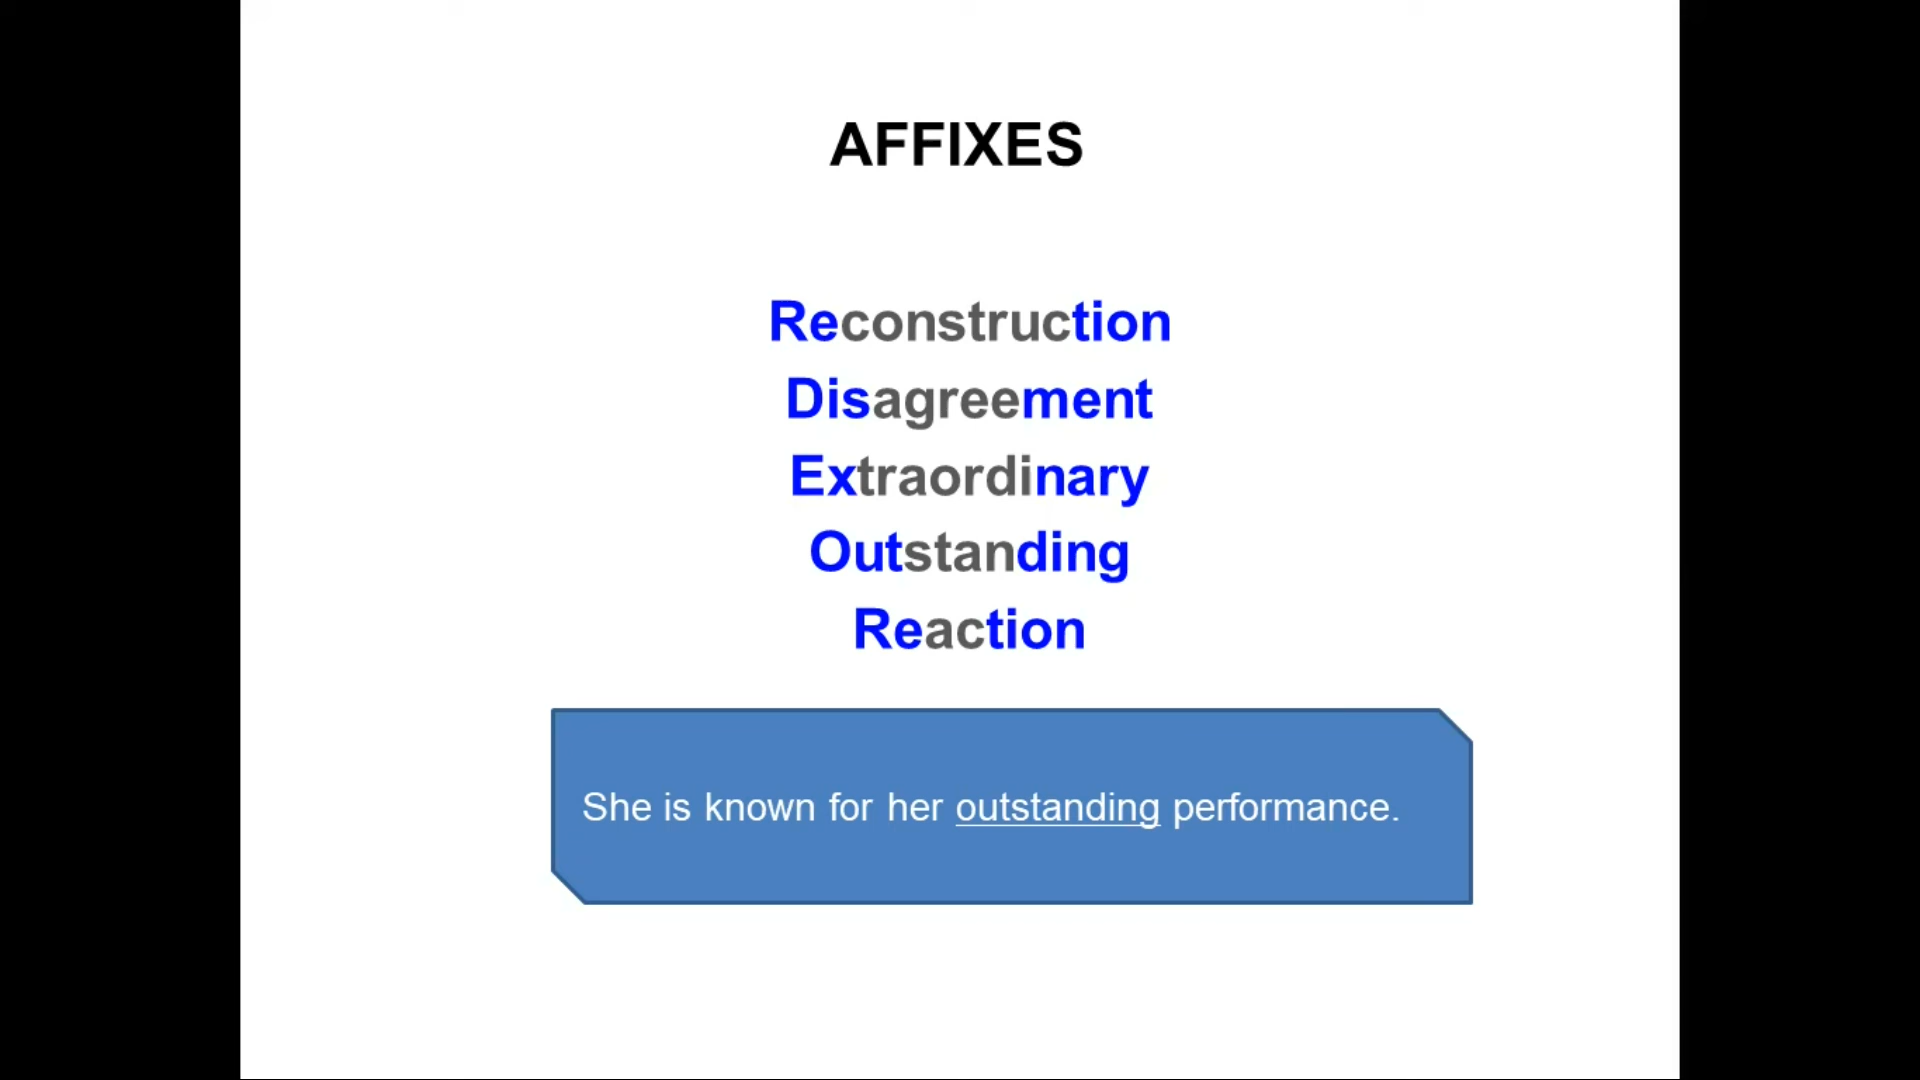 AFFIXES
Reconstruction
Disagreement
Extraordinary
Outstanding
Reaction
She is known for her outstanding performance.